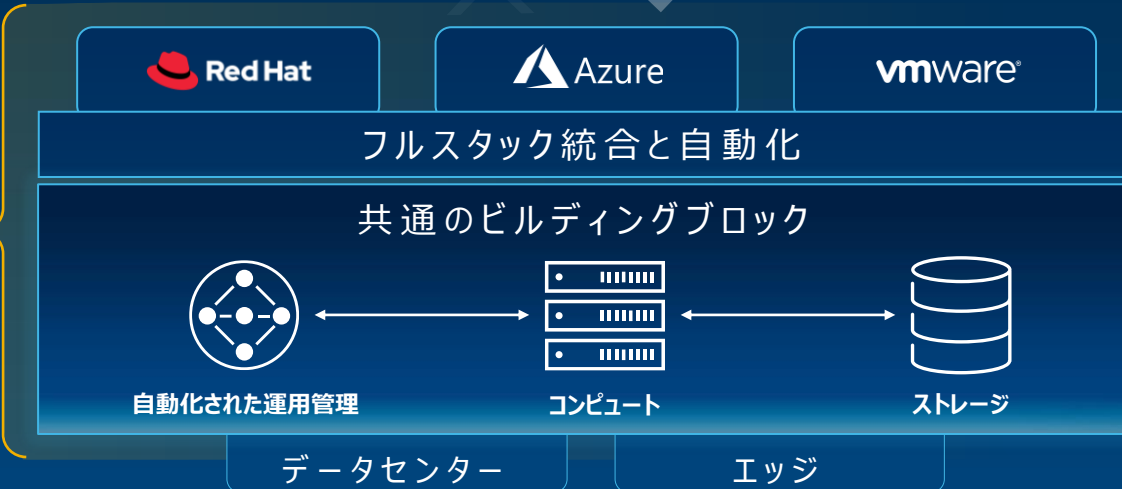 Red Hat
Azure
vmware®
フルスタック統合と自動化
共通のビルディングブロック
自動化された運用管理
コンピュート
ストレージ
データセンター
エッジ